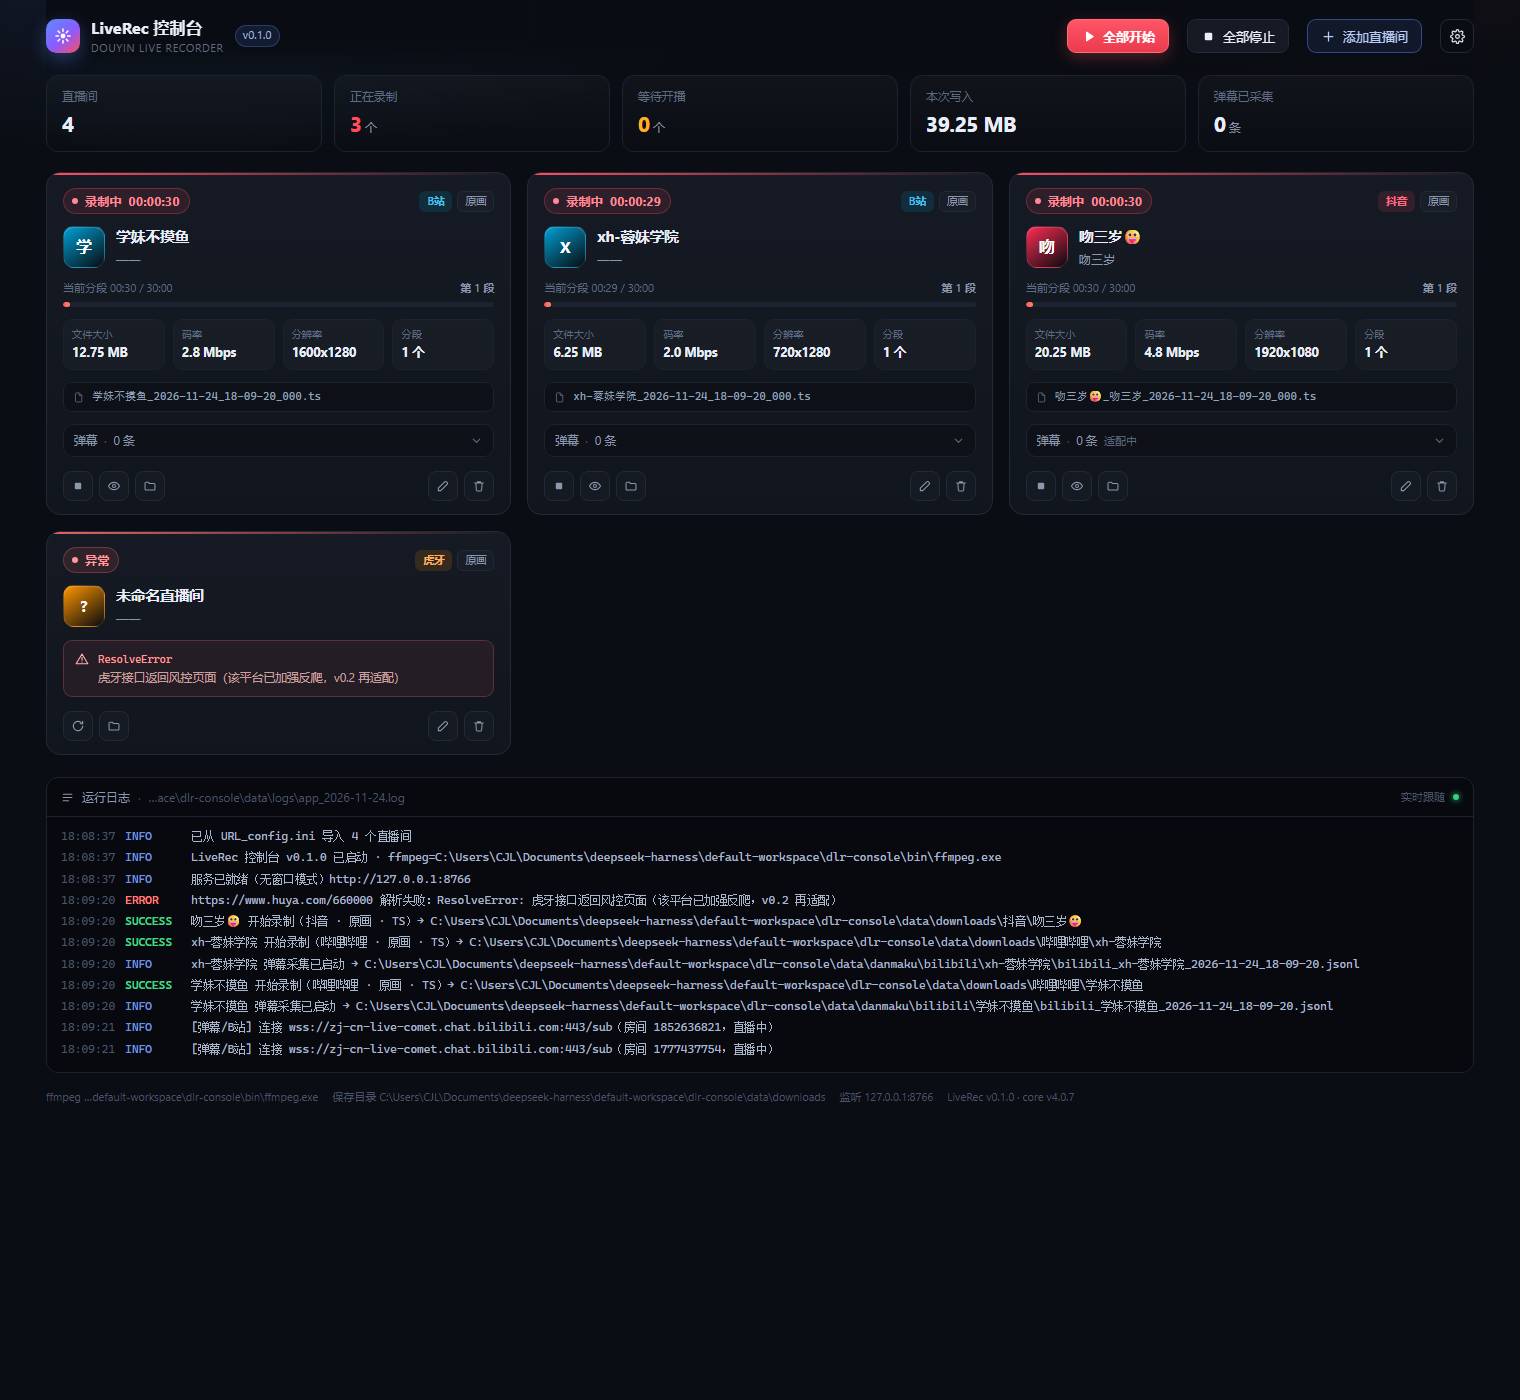 LiveRec 控制台
DOUYIN LIVE RECORDER
v0.1.0
全部开始
全部停止
添加直播间
直播间
4
正在录制
3 个
等待开播
0 个
本次写入
39.25 MB
弹幕已采集
0 条
录制中 00:00:30
B站 原画
学
学妹不摸鱼
——
当前分段 00:30 / 30:00
第 1 段
文件大小
12.75 MB
码率
2.8 Mbps
分辨率
1600x1280
分段
1 个
学妹不摸鱼_2026-11-24_18-09-20_000.ts
弹幕 · 0 条
录制中 00:00:29
B站 原画
X
xh-蓉妹学院
——
当前分段 00:29 / 30:00
第 1 段
文件大小
6.25 MB
码率
2.0 Mbps
分辨率
720x1280
分段
1 个
xh-蓉妹学院_2026-11-24_18-09-20_000.ts
弹幕 · 0 条
录制中 00:00:30
抖音 原画
吻
吻三岁😛
吻三岁
当前分段 00:30 / 30:00
第 1 段
文件大小
20.25 MB
码率
4.8 Mbps
分辨率
1920x1080
分段
1 个
吻三岁😛_吻三岁_2026-11-24_18-09-20_000.ts
弹幕 · 0 条 适配中
异常
虎牙 原画
?
未命名直播间
——
ResolveError
虎牙接口返回风控页面（该平台已加强反爬，v0.2 再适配）
运行日志 · ...ace\dlr-console\data\logs\app_2026-11-24.log
实时跟随
18:08:37 INFO 已从 URL_config.ini 导入 4 个直播间
18:08:37 INFO LiveRec 控制台 v0.1.0 已启动 · ffmpeg=C:\Users\CJL\Documents\deepseek-harness\default-workspace\dlr-console\bin\ffmpeg.exe
18:08:37 INFO 服务已就绪（无窗口模式）http://127.0.0.1:8766
18:09:20 ERROR https://www.huya.com/660000 解析失败：ResolveError: 虎牙接口返回风控页面（该平台已加强反爬，v0.2 再适配）
18:09:20 SUCCESS 吻三岁😛 开始录制（抖音 · 原画 · TS）→ C:\Users\CJL\Documents\deepseek-harness\default-workspace\dlr-console\data\downloads\抖音\吻三岁😛
18:09:20 SUCCESS xh-蓉妹学院 开始录制（哔哩哔哩 · 原画 · TS）→ C:\Users\CJL\Documents\deepseek-harness\default-workspace\dlr-console\data\downloads\哔哩哔哩\xh-蓉妹学院
18:09:20 INFO xh-蓉妹学院 弹幕采集已启动 → C:\Users\CJL\Documents\deepseek-harness\default-workspace\dlr-console\data\danmaku\bilibili\xh-蓉妹学院\bilibili_xh-蓉妹学院_2026-11-24_18-09-20.jsonl
18:09:20 SUCCESS 学妹不摸鱼 开始录制（哔哩哔哩 · 原画 · TS）→ C:\Users\CJL\Documents\deepseek-harness\default-workspace\dlr-console\data\downloads\哔哩哔哩\学妹不摸鱼
18:09:20 INFO 学妹不摸鱼 弹幕采集已启动 → C:\Users\CJL\Documents\deepseek-harness\default-workspace\dlr-console\data\danmaku\bilibili\学妹不摸鱼\bilibili_学妹不摸鱼_2026-11-24_18-09-20.jsonl
18:09:21 INFO [弹幕/B站] 连接 wss://zj-cn-live-comet.chat.bilibili.com:443/sub（房间 1852636821，直播中）
18:09:21 INFO [弹幕/B站] 连接 wss://zj-cn-live-comet.chat.bilibili.com:443/sub（房间 1777437754，直播中）
ffmpeg ...default-workspace\dlr-console\bin\ffmpeg.exe 保存目录 C:\Users\CJL\Documents\deepseek-harness\default-workspace\dlr-console\data\downloads 监听 127.0.0.1:8766 LiveRec v0.1.0 · core v4.0.7